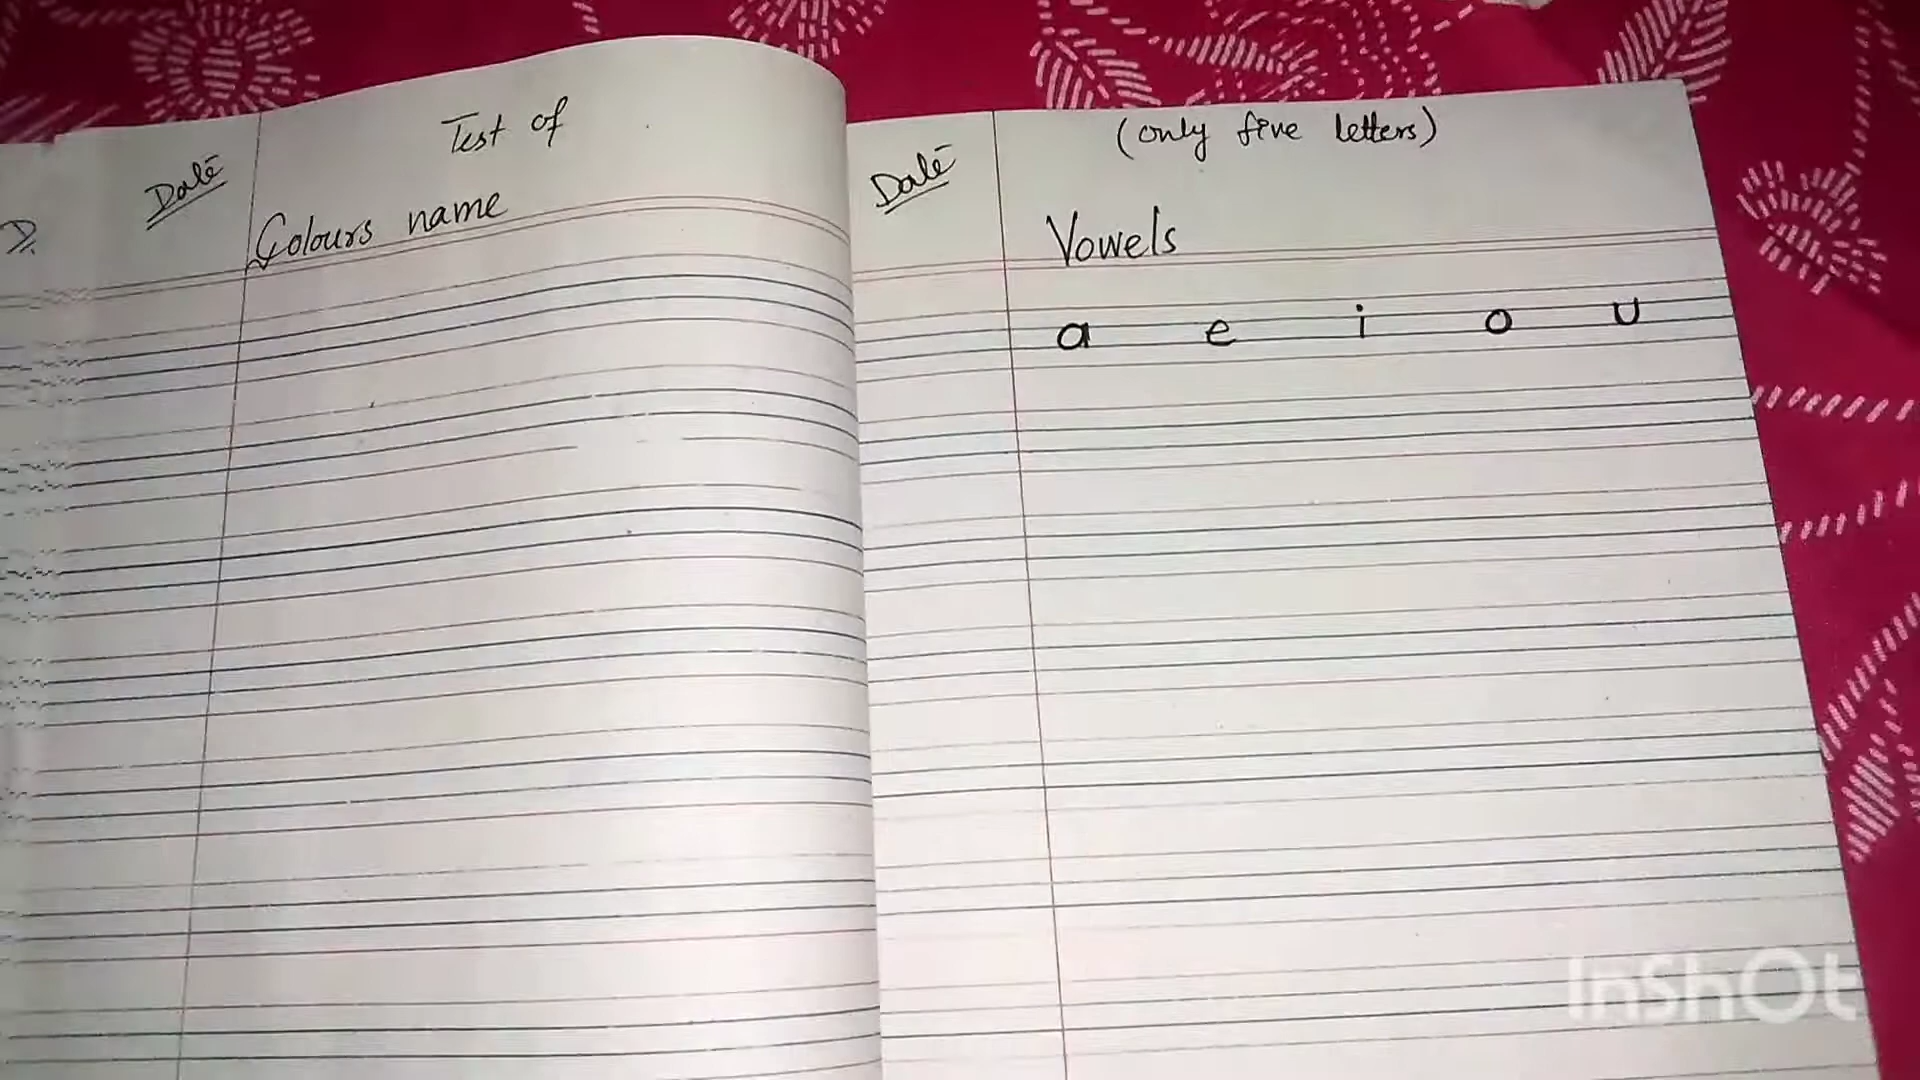 Test of
Date
Colours name
(only five letters)
Date
Vowels
a e i o u
InShOt